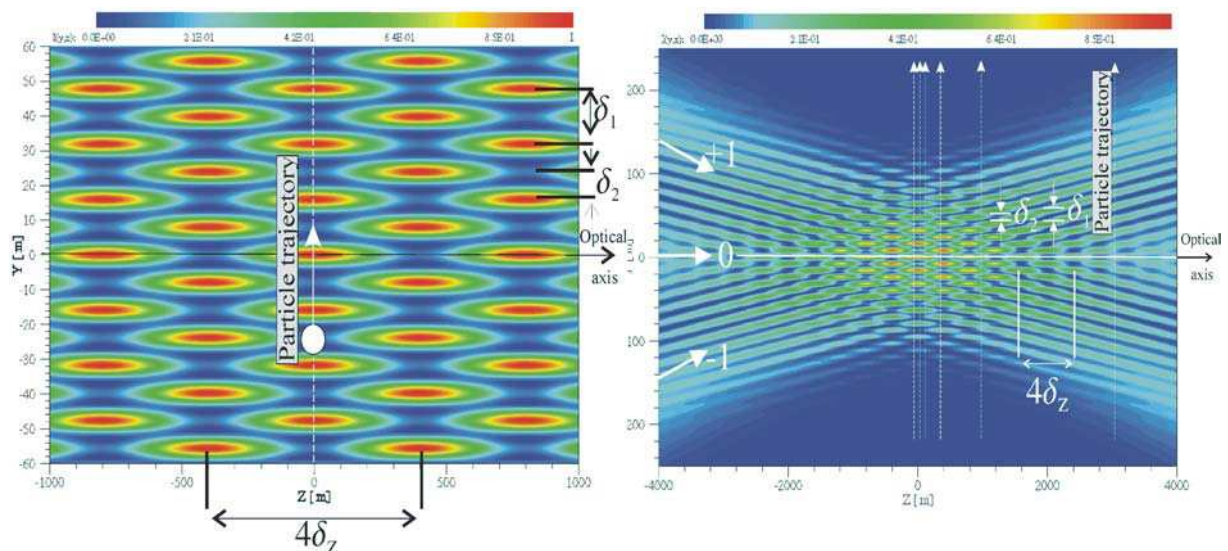 0.0E+00 2.1E-01 4.2E-01 6.4E-01 8.5E-01 1
60
50
40
30
20
10
0
-10
-20
-30
-40
-50
-60
Y [m]
-1000 -500 0 500 1000
Z [m]
Particle trajectory
δ1
δ2
Optical
axis
4δz
0.0E+00 2.1E-01 4.2E-01 6.4E-01 8.5E-01
200
100
0
100
200
-4000 -2000 0 2000 4000
Z [m]
+1
0
-1
Particle trajectory
δ2 δ1
Optical
axis
4δz